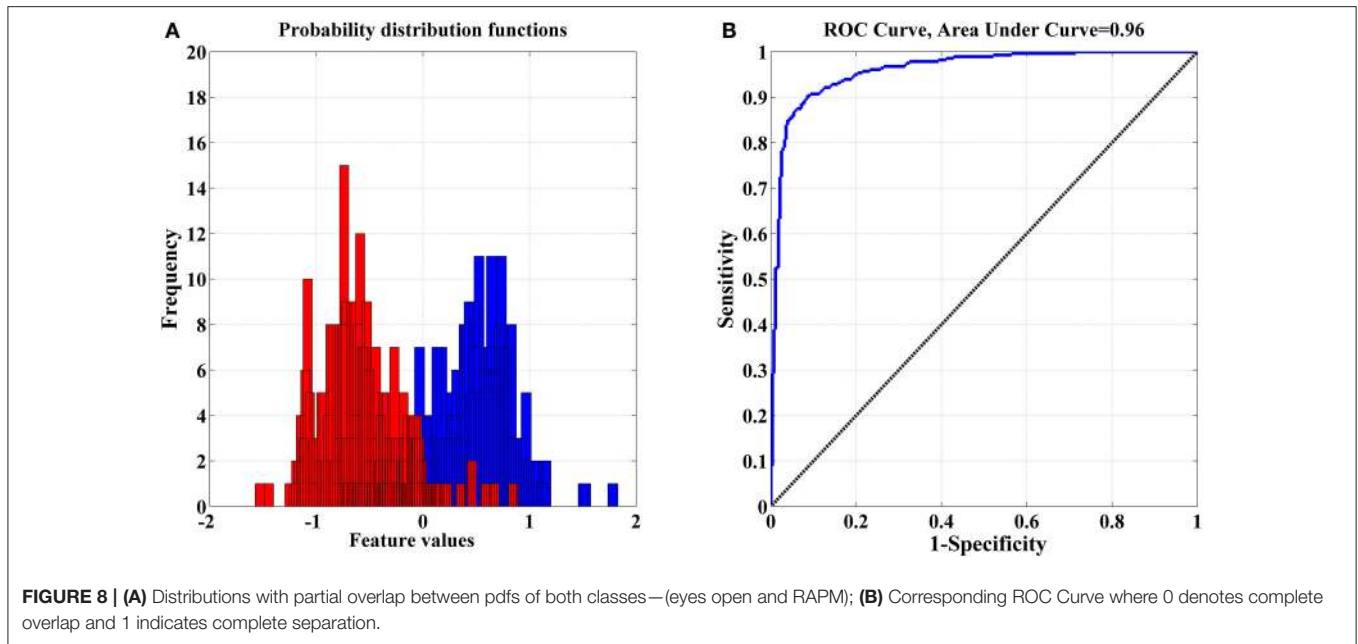 (A) Probability distribution functions
20
18
16
14
12
10
8
6
4
2
0
Frequency
-2 -1 0 1 2
Feature values
(B) ROC Curve, Area Under Curve=0.96
1
0.9
0.8
0.7
0.6
0.5
0.4
0.3
0.2
0.1
0
Sensitivity
0 0.2 0.4 0.6 0.8 1
1-Specificity
FIGURE 8 | (A) Distributions with partial overlap between pdfs of both classes—(eyes open and RAPM); (B) Corresponding ROC Curve where 0 denotes complete
overlap and 1 indicates complete separation.